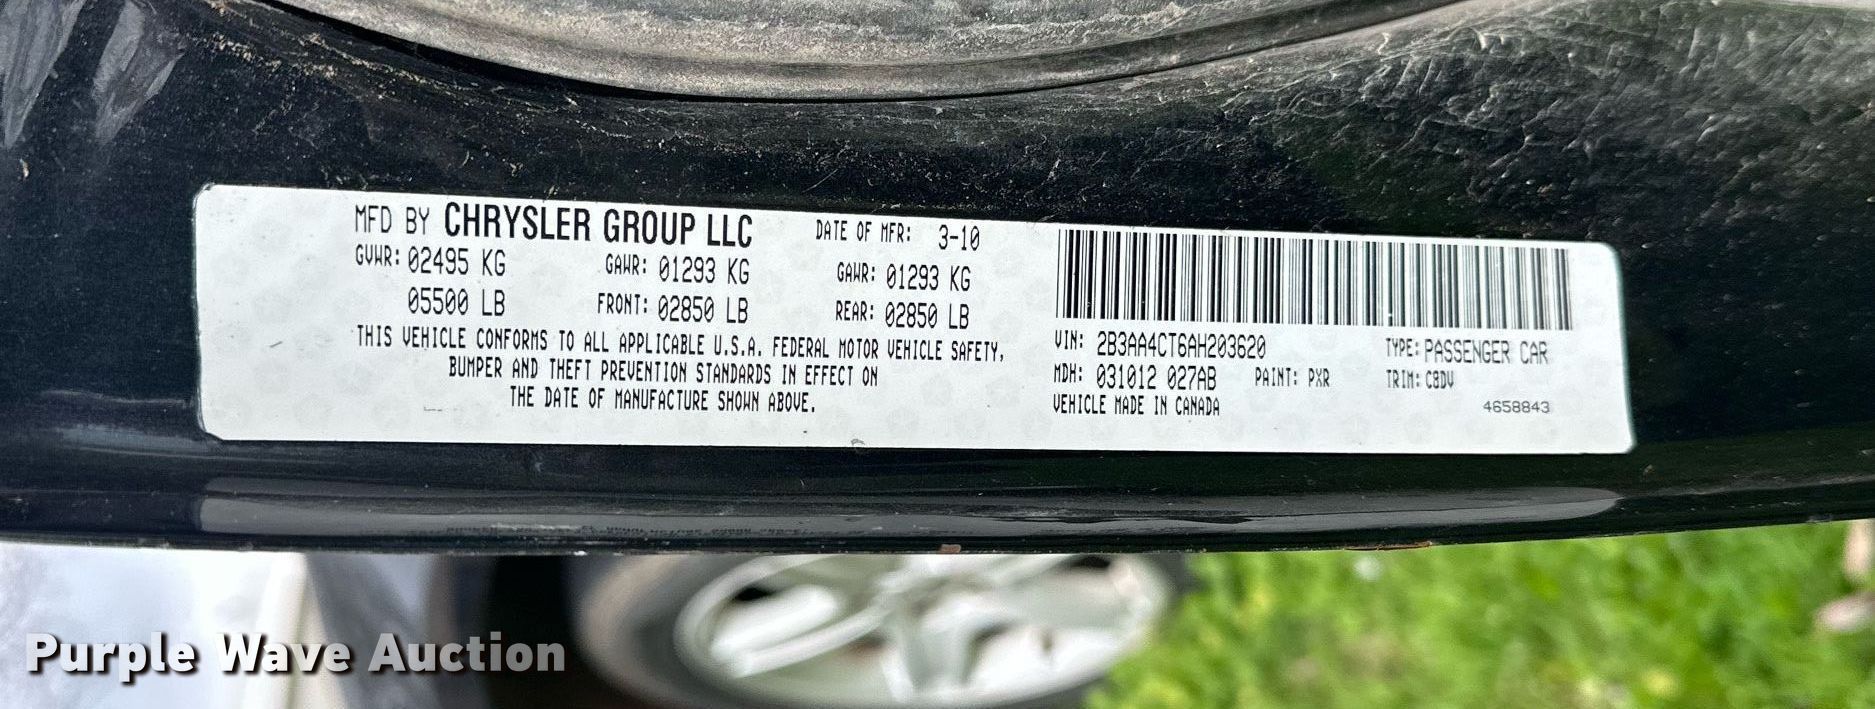 MFD BY CHRYSLER GROUP LLC DATE OF MFR: 3-10
GVWR: 02495 KG GAWR: 01293 KG GAWR: 01293 KG
05500 LB FRONT: 02850 LB REAR: 02850 LB
THIS VEHICLE CONFORMS TO ALL APPLICABLE U.S.A. FEDERAL MOTOR VEHICLE SAFETY,
BUMPER AND THEFT PREVENTION STANDARDS IN EFFECT ON
THE DATE OF MANUFACTURE SHOWN ABOVE.
VIN: 2B3AA4CT6AH203620 TYPE: PASSENGER CAR
MDH: 031012 027AB PAINT: PXR TRIM: C8DV
VEHICLE MADE IN CANADA 4658843
Purple Wave Auction